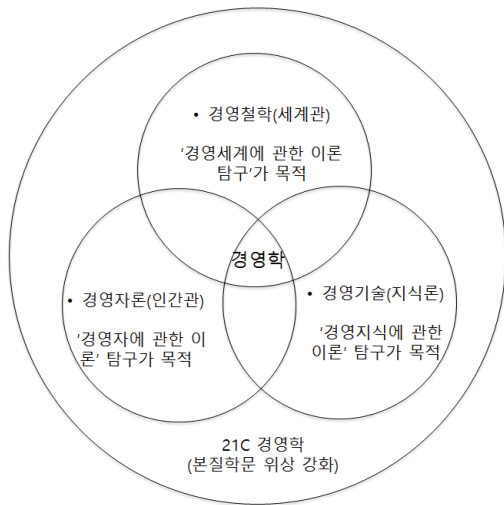 • 경영철학(세계관)
'경영세계에 관한 이론
탐구'가 목적
경영학
• 경영자론(인간관)
'경영자에 관한 이
론' 탐구가 목적
• 경영기술(지식론)
'경영지식에 관한
이론' 탐구가 목적
21C 경영학
(본질학문 위상 강화)